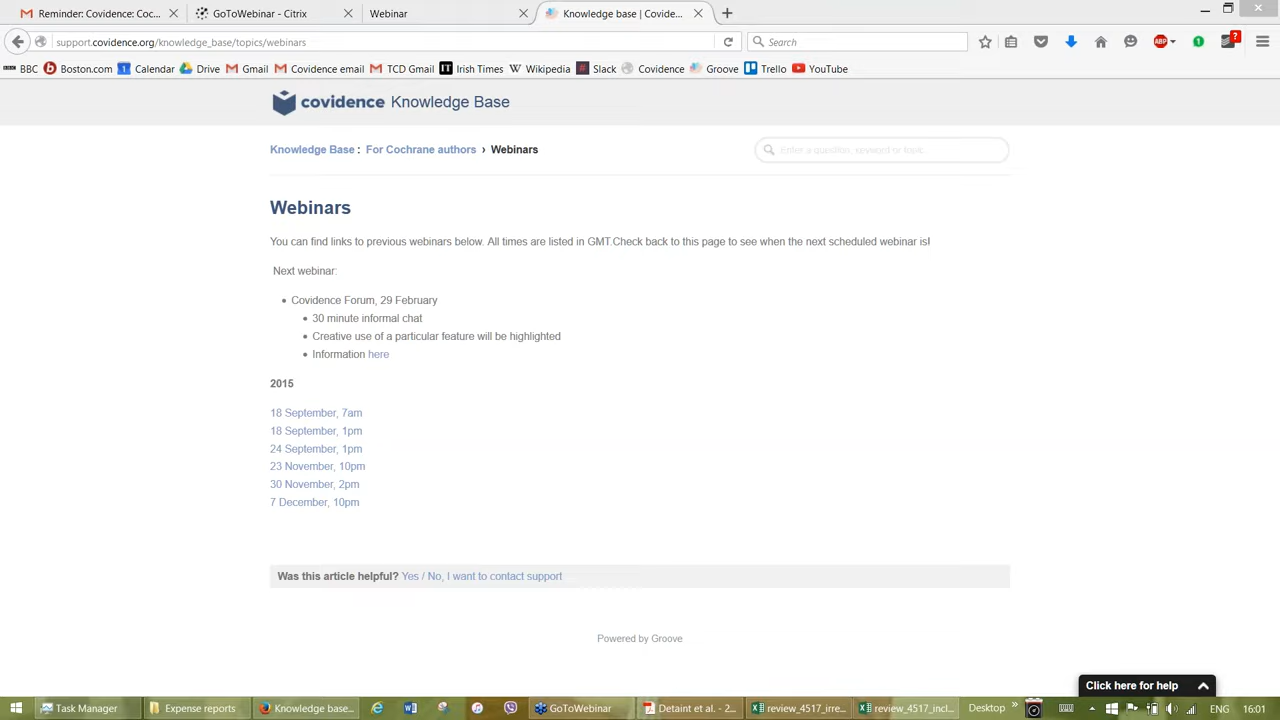 Reminder: Covidence: Coc...
GoToWebinar - Citrix
Webinar
Knowledge base | Covide...
support.covidence.org/knowledge_base/topics/webinars
Search
ABP
1
?
BBC
Boston.com
Calendar
Drive
Gmail
Covidence email
TCD Gmail
Irish Times
Wikipedia
Slack
Covidence
Groove
Trello
YouTube
covidence Knowledge Base
Knowledge Base : For Cochrane authors › Webinars
Enter a question, keyword or topic...
Webinars
You can find links to previous webinars below. All times are listed in GMT.Check back to this page to see when the next scheduled webinar is!
Next webinar:
Covidence Forum, 29 February
30 minute informal chat
Creative use of a particular feature will be highlighted
Information here
2015
18 September, 7am
18 September, 1pm
24 September, 1pm
23 November, 10pm
30 November, 2pm
7 December, 10pm
Was this article helpful? Yes / No, I want to contact support
Powered by Groove
Click here for help
Task Manager
Expense reports
Knowledge base...
GoToWebinar
Detaint et al. - 2...
review_4517_irre...
review_4517_incl...
Desktop
ENG
16:01